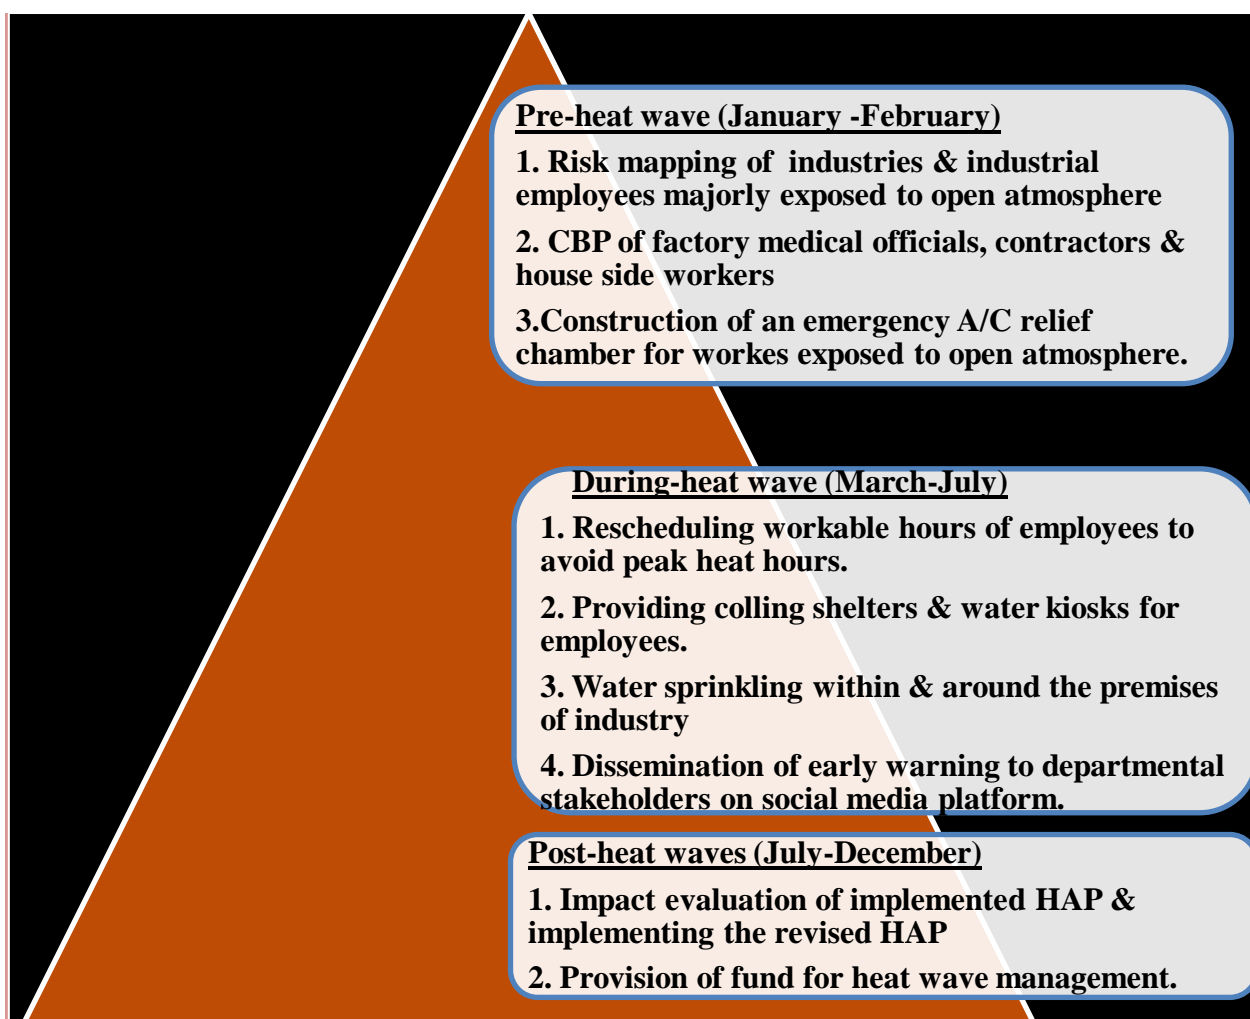 Pre-heat wave (January -February)
1. Risk mapping of industries & industrial
employees majorly exposed to open atmosphere
2. CBP of factory medical officials, contractors &
house side workers
3.Construction of an emergency A/C relief
chamber for workes exposed to open atmosphere.
During-heat wave (March-July)
1. Rescheduling workable hours of employees to
avoid peak heat hours.
2. Providing colling shelters & water kiosks for
employees.
3. Water sprinkling within & around the premises
of industry
4. Dissemination of early warning to departmental
stakeholders on social media platform.
Post-heat waves (July-December)
1. Impact evaluation of implemented HAP &
implementing the revised HAP
2. Provision of fund for heat wave management.